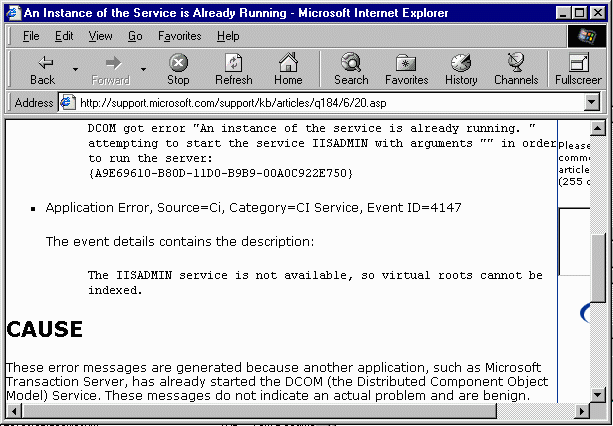 An Instance of the Service is Already Running - Microsoft Internet Explorer
File Edit View Go Favorites Help
Back Forward Stop Refresh Home Search Favorites History Channels Fullscreen
Address http://support.microsoft.com/support/kb/articles/q184/6/20.asp
DCOM got error "An instance of the service is already running. "
attempting to start the service IISADMIN with arguments "" in order
to run the server:
{A9E69610-B80D-11D0-B9B9-00A0C922E750}
Please
comm
article
(255 c
▪ Application Error, Source=Ci, Category=CI Service, Event ID=4147
The event details contains the description:
The IISADMIN service is not available, so virtual roots cannot be
indexed.
CAUSE
These error messages are generated because another application, such as Microsoft
Transaction Server, has already started the DCOM (the Distributed Component Object
Model) Service. These messages do not indicate an actual problem and are benign.